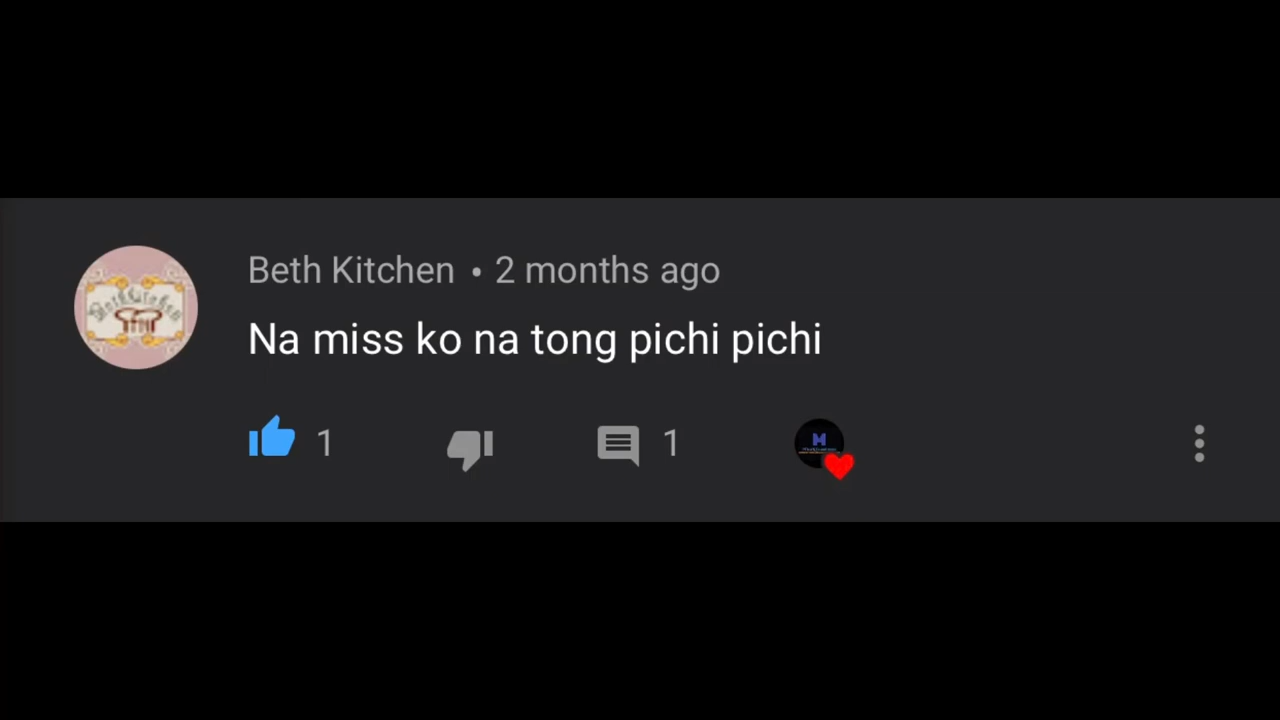 Beth Kitchen • 2 months ago
Na miss ko na tong pichi pichi
1
1
M